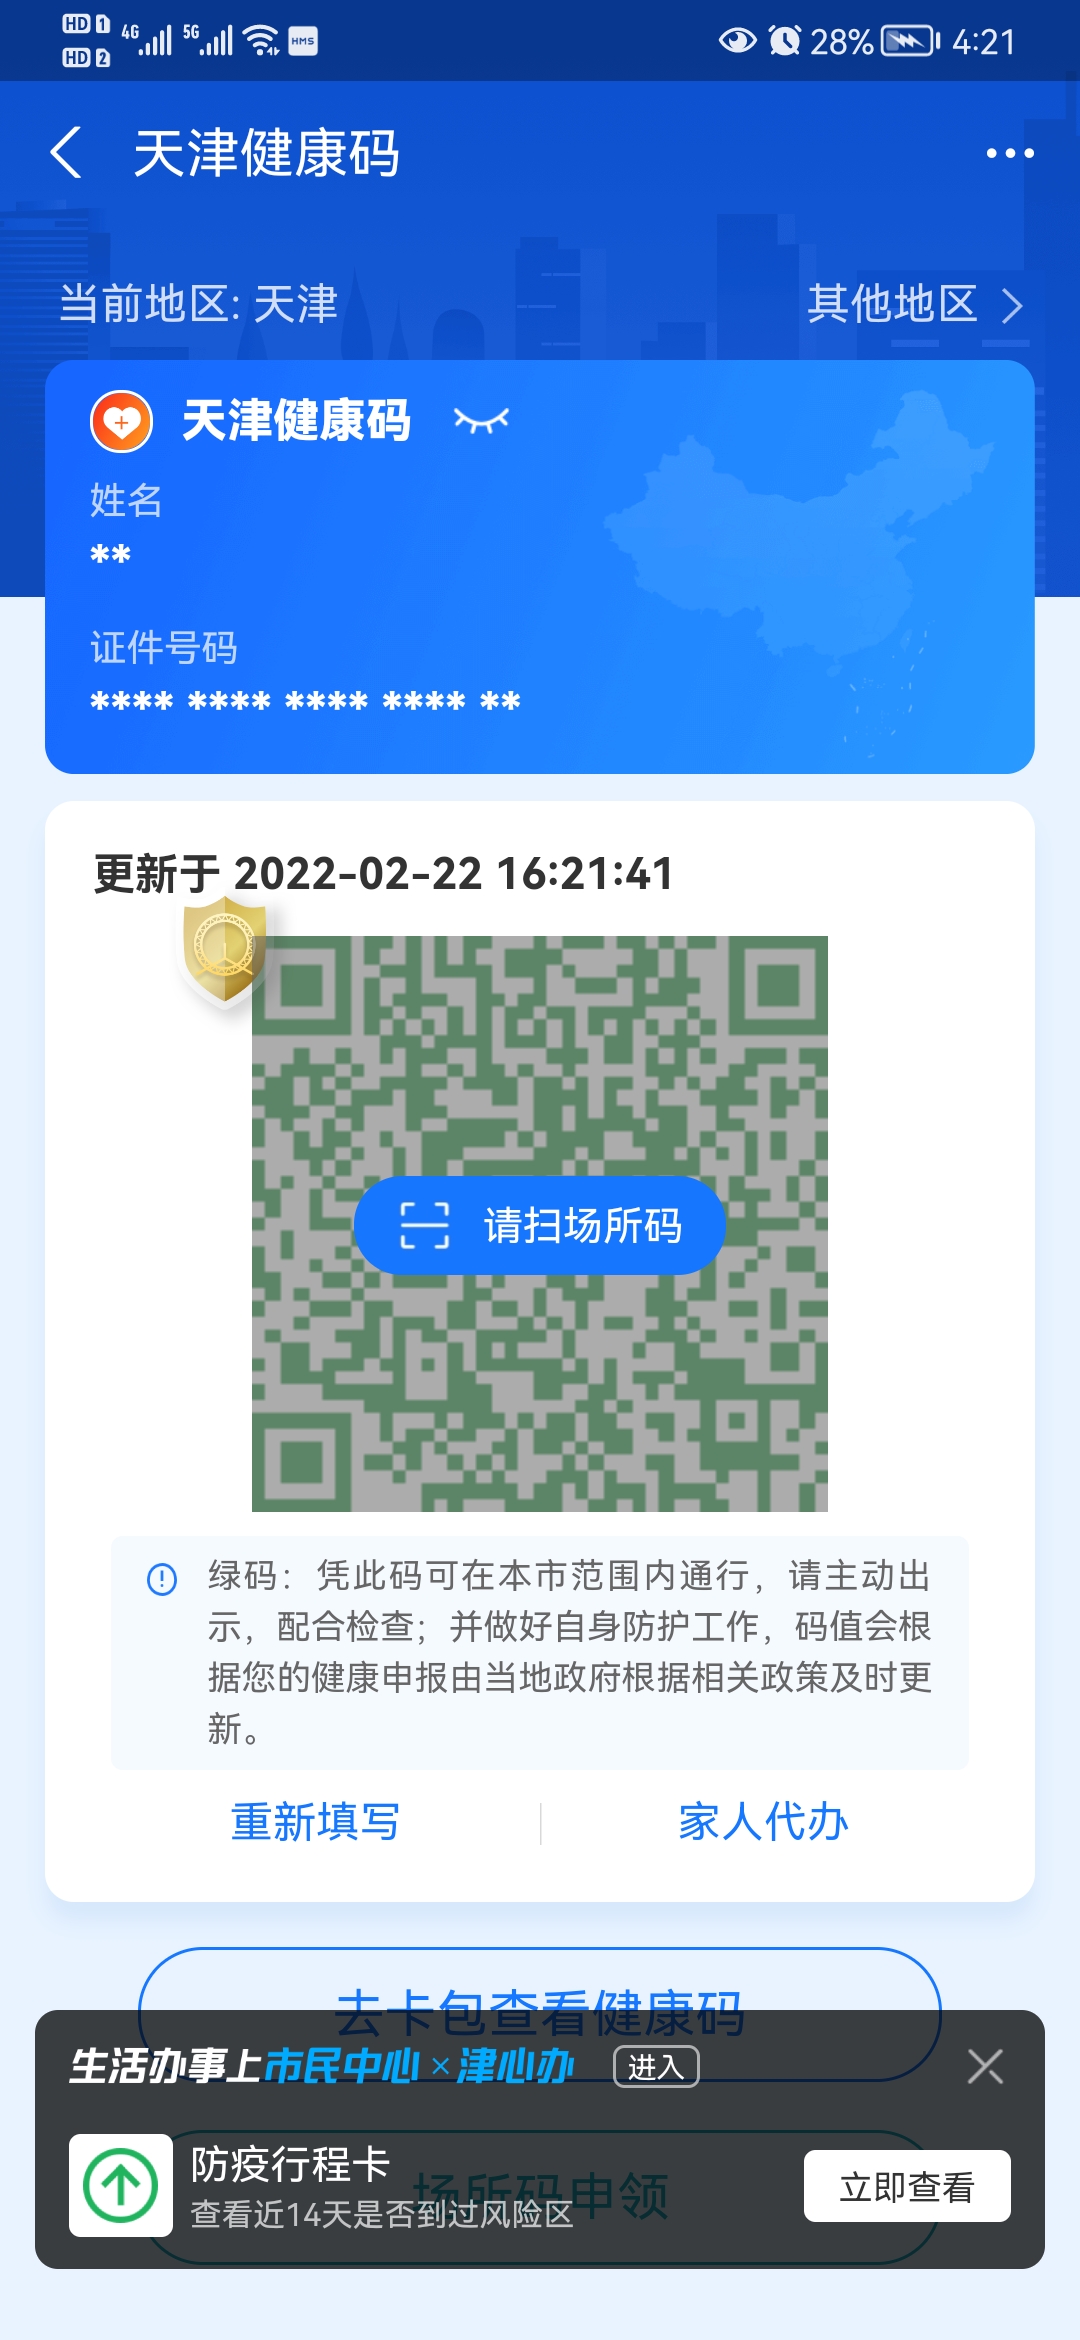 HD 1 4G 5G HMS 28% 4:21
HD 2
天津健康码
当前地区: 天津 其他地区
天津健康码
姓名
**
证件号码
**** **** **** **** **
更新于 2022-02-22 16:21:41
请扫场所码
绿码：凭此码可在本市范围内通行，请主动出
示，配合检查；并做好自身防护工作，码值会根
据您的健康申报由当地政府根据相关政策及时更
新。
重新填写 家人代办
去卡包查看健康码
生活办事上市民中心×津心办 进入
防疫行程卡
场所码申领
查看近14天是否到过风险区
立即查看